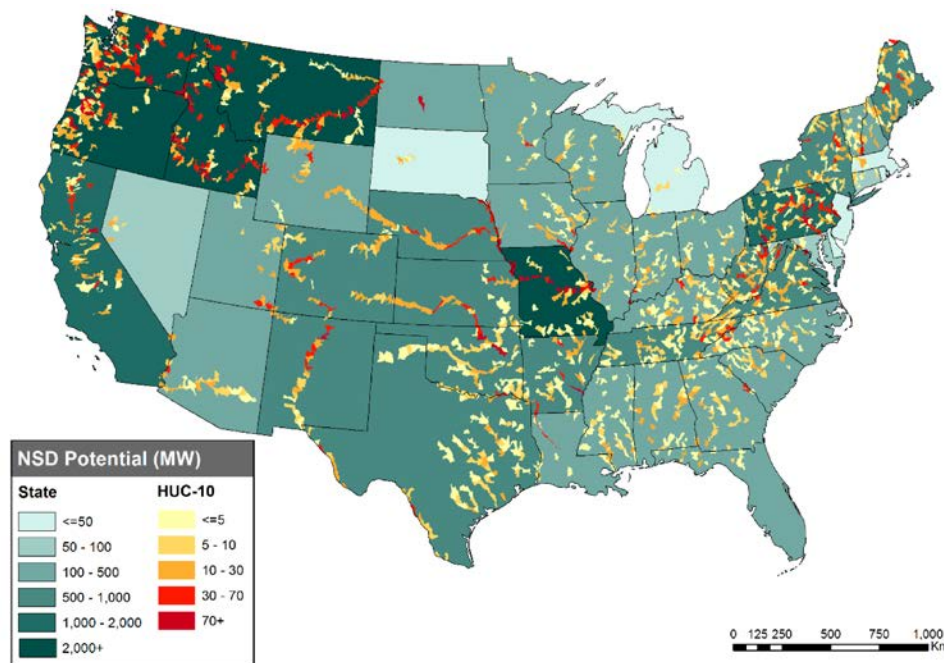 NSD Potential (MW)
State HUC-10
<=50 <=5
50 - 100 5 - 10
100 - 500 10 - 30
500 - 1,000 30 - 70
1,000 - 2,000 70+
2,000+
0 125 250 500 750 1,000
Km